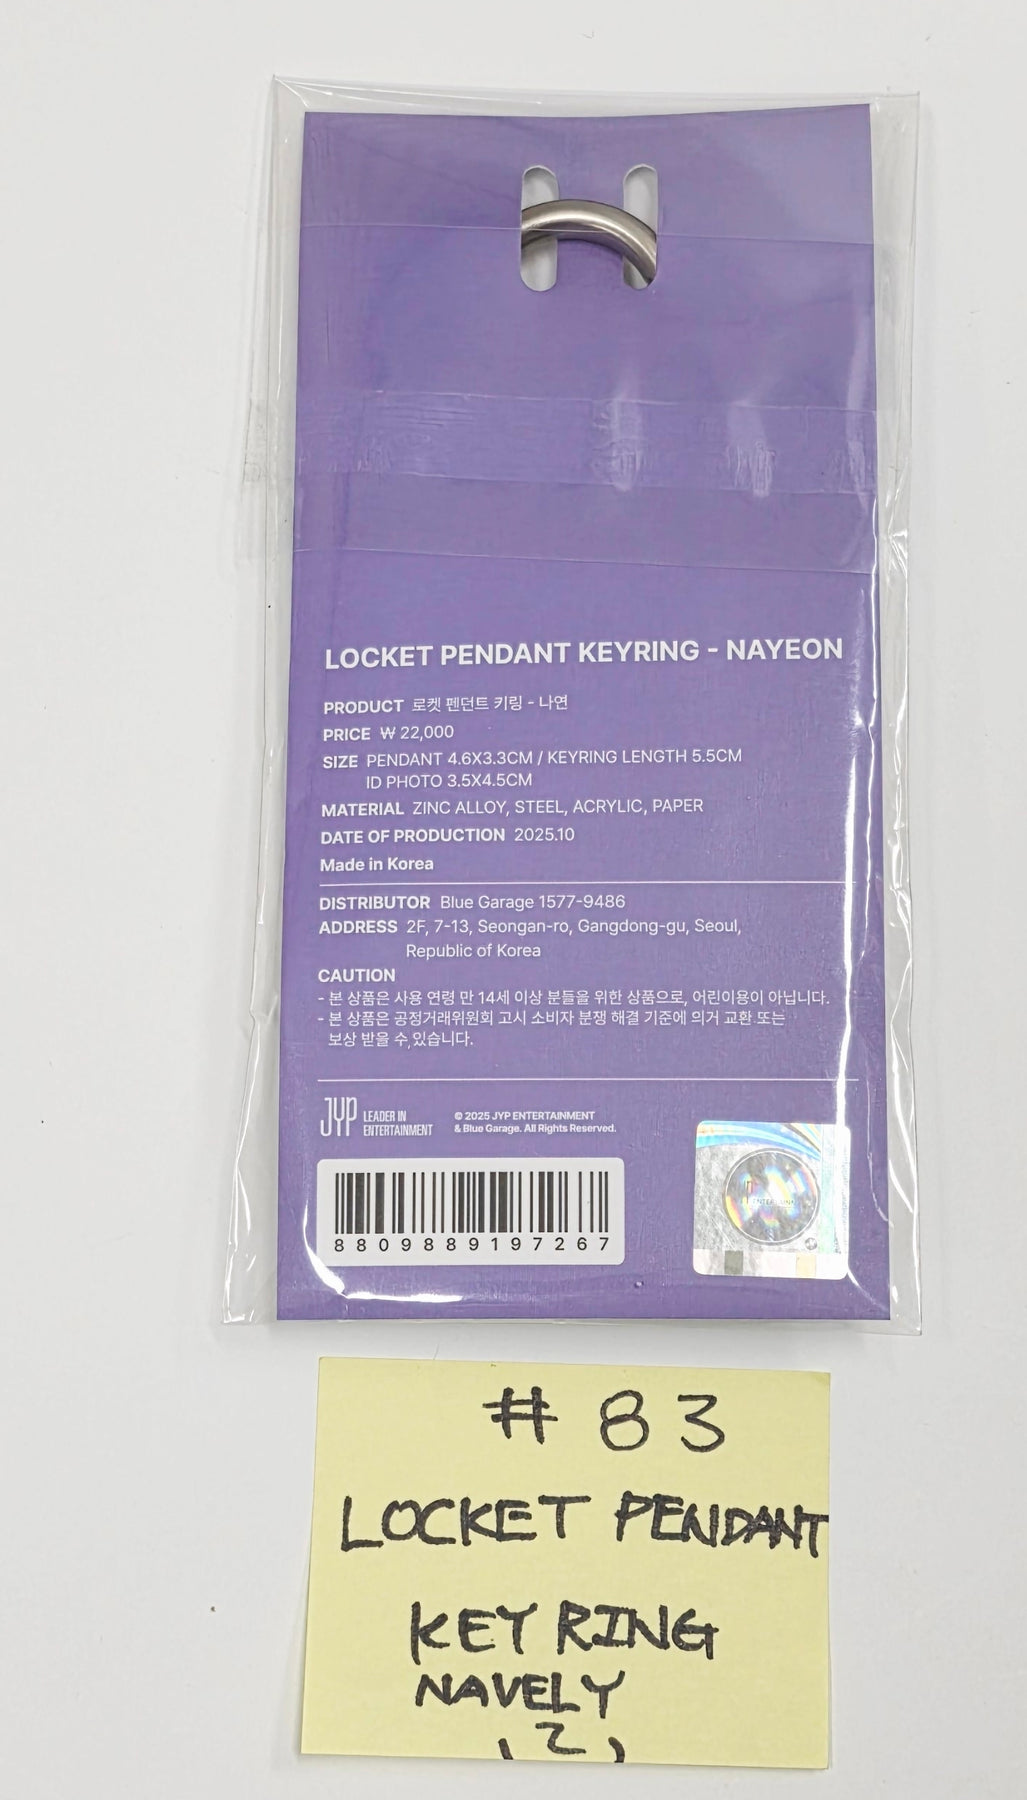 LOCKET PENDANT KEYRING - NAYEON
PRODUCT 로켓 펜던트 키링 - 나연
PRICE ₩ 22,000
SIZE PENDANT 4.6X3.3CM / KEYRING LENGTH 5.5CM
ID PHOTO 3.5X4.5CM
MATERIAL ZINC ALLOY, STEEL, ACRYLIC, PAPER
DATE OF PRODUCTION 2025.10
Made in Korea
DISTRIBUTOR Blue Garage 1577-9486
ADDRESS 2F, 7-13, Seongan-ro, Gangdong-gu, Seoul,
Republic of Korea
CAUTION
- 본 상품은 사용 연령 만 14세 이상 분들을 위한 상품으로, 어린이용이 아닙니다.
- 본 상품은 공정거래위원회 고시 소비자 분쟁 해결 기준에 의거 교환 또는
보상 받을 수 있습니다.
JYP LEADER IN
ENTERTAINMENT
© 2025 JYP ENTERTAINMENT
& Blue Garage. All Rights Reserved.
8809889197267
# 83
LOCKET PENDANT
KEY RING
NAVELY
(2)